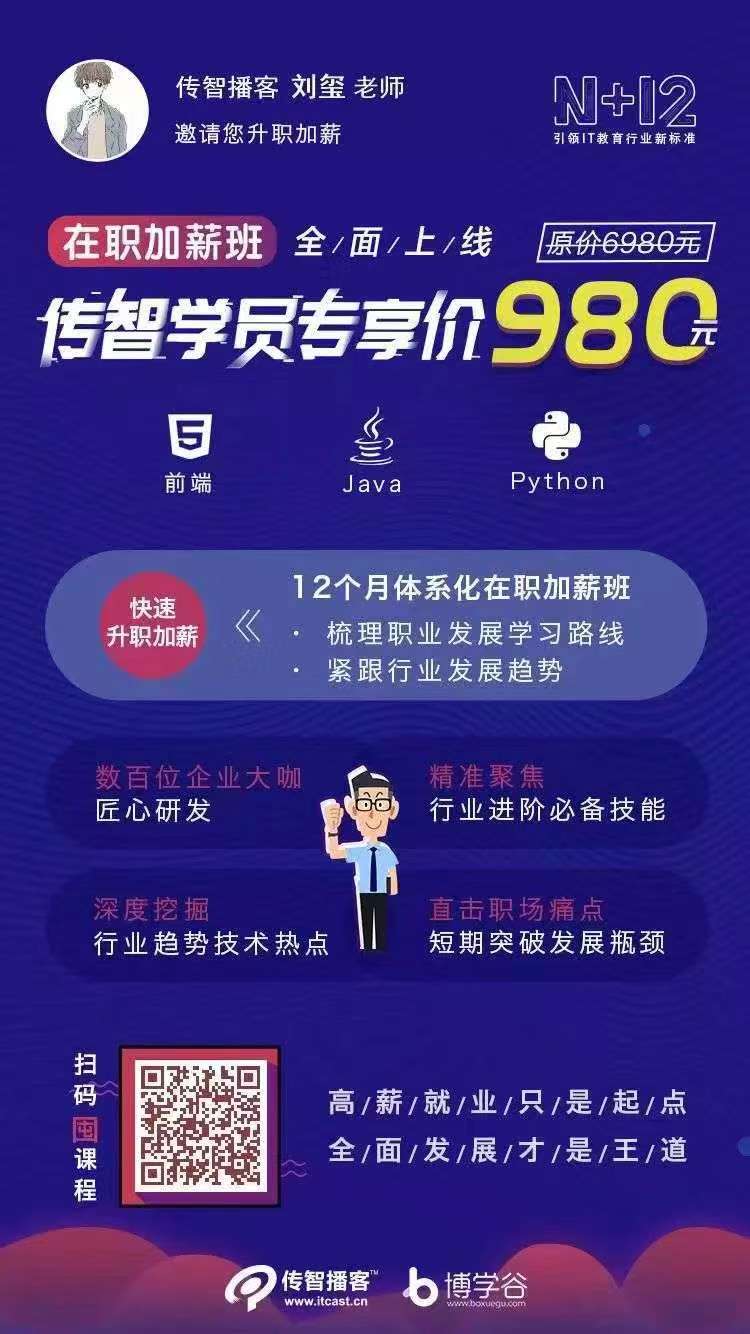 传智播客 刘玺 老师
邀请您升职加薪
N+12
引领IT教育行业新标准
在职加薪班 全/面/上/线 原价6980元
传智学员专享价980元
前端 Java Python
快速
升职加薪
12个月体系化在职加薪班
· 梳理职业发展学习路线
· 紧跟行业发展趋势
数百位企业大咖
匠心研发
精准聚焦
行业进阶必备技能
深度挖掘
行业趋势技术热点
直击职场痛点
短期突破发展瓶颈
扫码囤课程
高/薪/就/业/只/是/起/点
全/面/发/展/才/是/王/道
传智播客TM
www.itcast.cn
博学谷
www.boxuegu.com